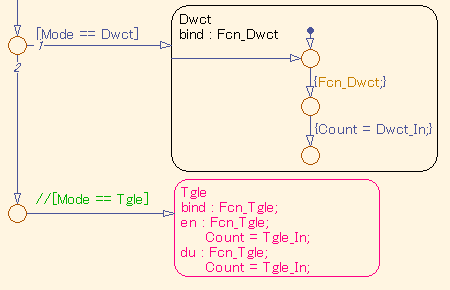 Dwct
[Mode == Dwct]
bind : Fcn_Dwct
1
2
{Fcn_Dwct;}
{Count = Dwct_In;}
//[Mode == Tgle]
Tgle
bind : Fcn_Tgle;
en : Fcn_Tgle;
Count = Tgle_In;
du : Fcn_Tgle;
Count = Tgle_In;